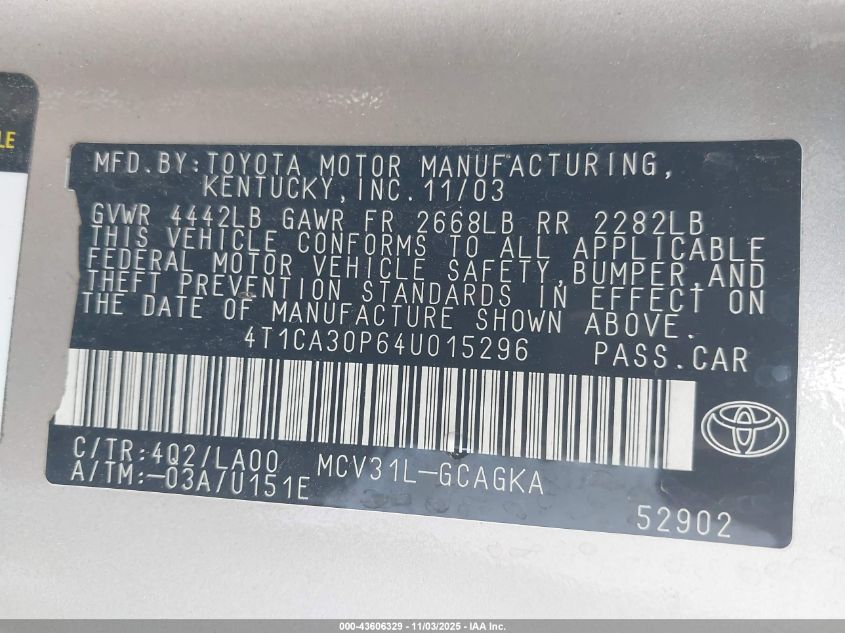 LE
MFD.BY:TOYOTA MOTOR MANUFACTURING,
KENTUCKY,INC.11/03
GVWR 4442LB GAWR FR 2668LB RR 2282LB
THIS VEHICLE CONFORMS TO ALL APPLICABLE
FEDERAL MOTOR VEHICLE SAFETY,BUMPER,AND
THEFT PREVENTION STANDARDS IN EFFECT ON
THE DATE OF MANUFACTURE SHOWN ABOVE.
4T1CA30P64U015296 PASS.CAR
C/TR:4Q2/LA00 MCV31L-GCAGKA
A/TM:-03A/U151E
52902
000-43606329 - 11/03/2025 - IAA Inc.